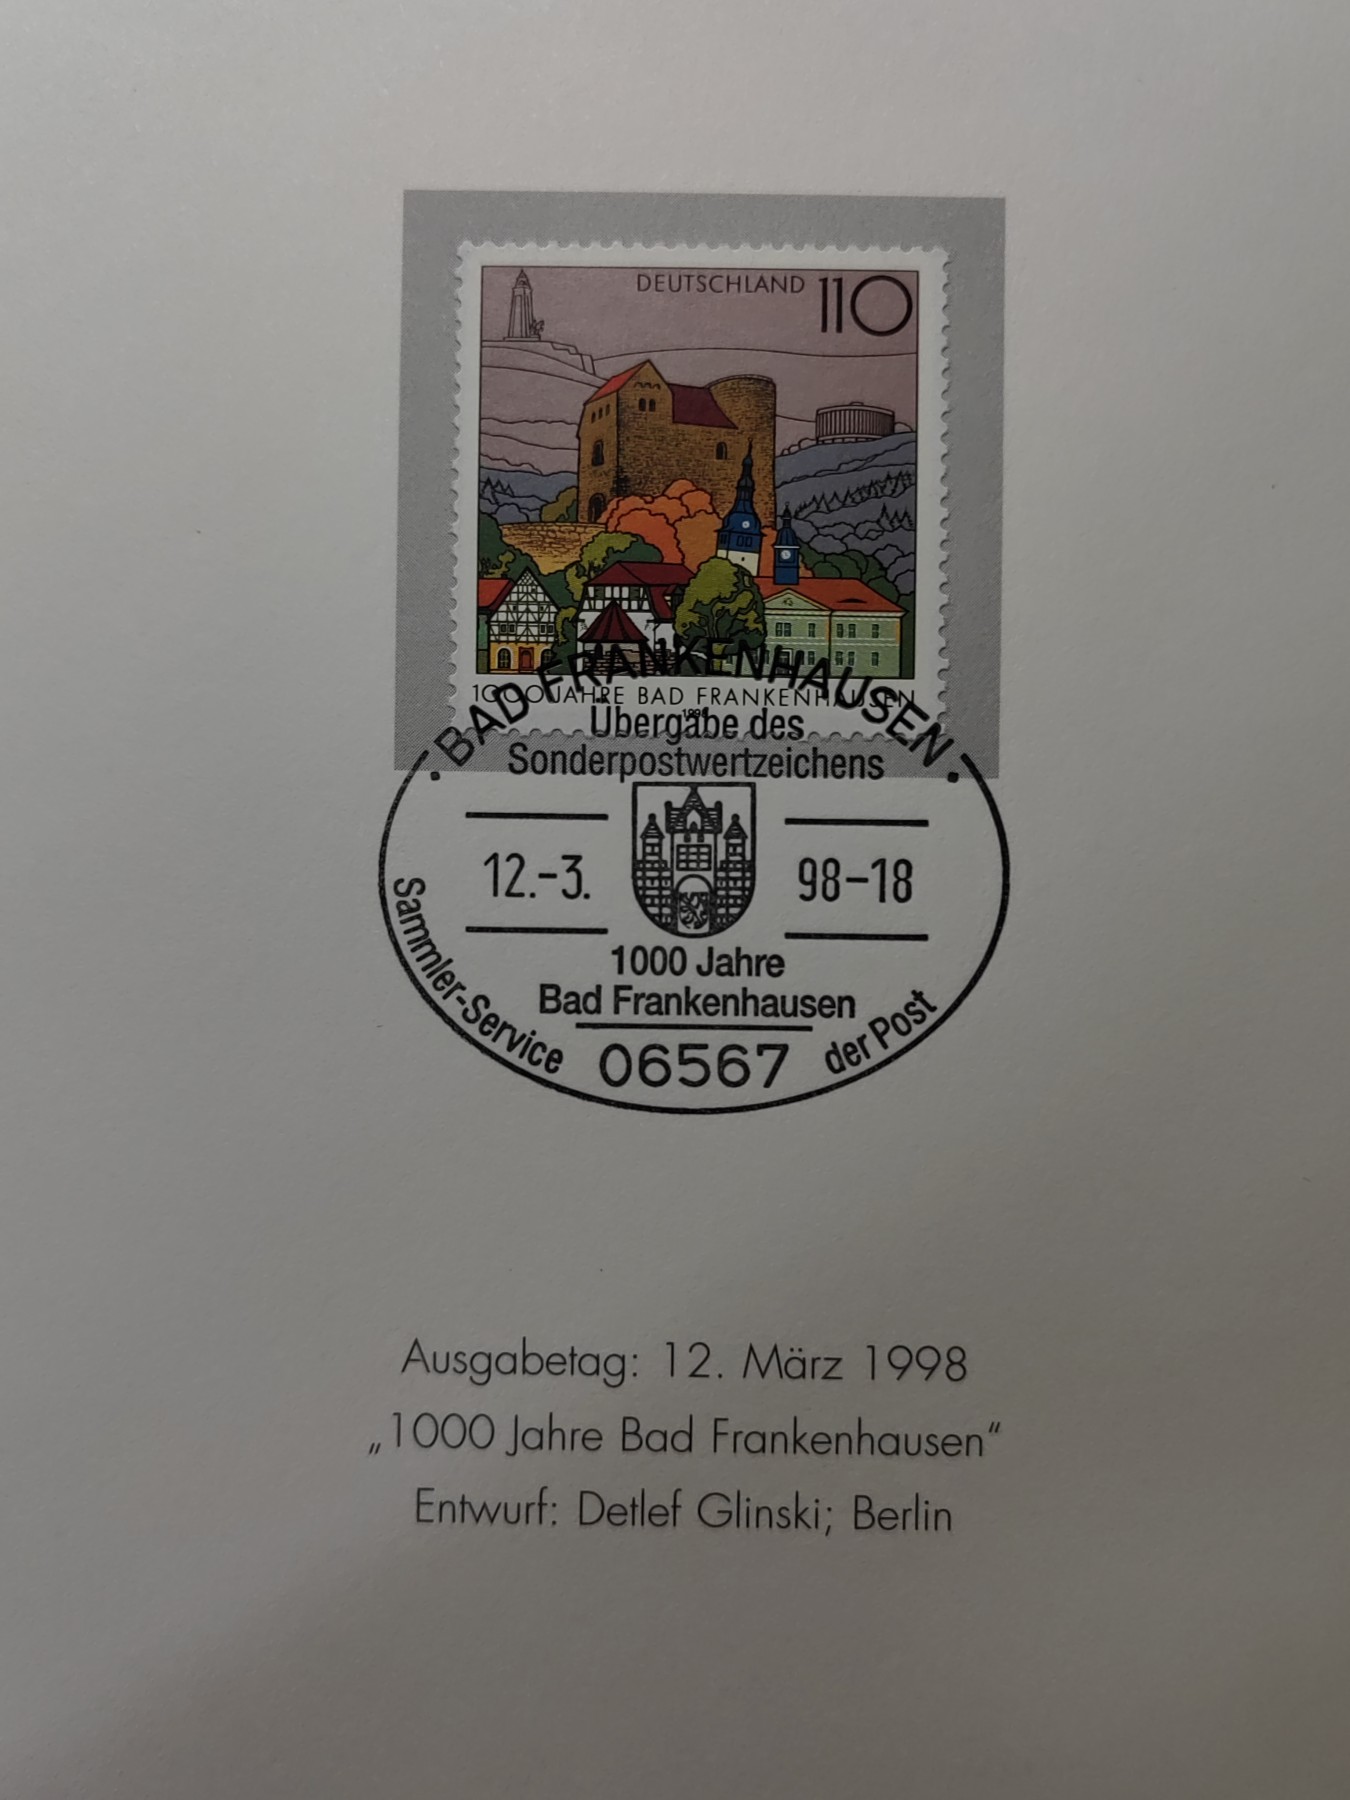 DEUTSCHLAND 110
1000 JAHRE BAD FRANKENHAUSEN
1998
· BAD FRANKENHAUSEN ·
Übergabe des
Sonderpostwertzeichens
12.-3. 98-18
1000 Jahre
Bad Frankenhausen
Sammler-Service der Post
06567
Ausgabetag: 12. März 1998
„1000 Jahre Bad Frankenhausen“
Entwurf: Detlef Glinski; Berlin